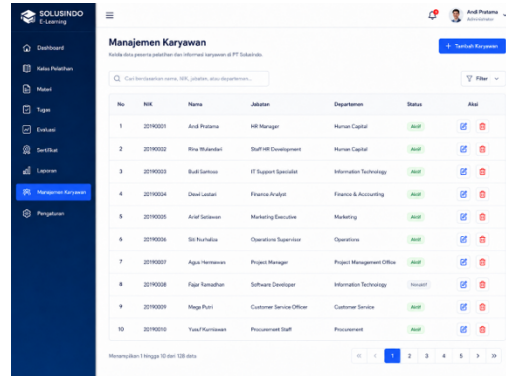 SOLUSINDO
E-Learning
Dashboard
Kelas Pelatihan
Materi
Tugas
Evaluasi
Sertifikat
Laporan
Manajemen Karyawan
Pengaturan
Andi Pratama
Administrator
Manajemen Karyawan
Kelola data peserta pelatihan dan informasi karyawan di PT Solusindo.
+ Tambah Karyawan
Cari berdasarkan nama, NIK, jabatan, atau departemen...
Filter
No NIK Nama Jabatan Departemen Status Aksi
1 20190001 Andi Pratama HR Manager Human Capital Aktif
2 20190002 Rina Wulandari Staff HR Development Human Capital Aktif
3 20190003 Budi Santoso IT Support Specialist Information Technology Aktif
4 20190004 Dewi Lestari Finance Analyst Finance & Accounting Aktif
5 20190005 Arief Setiawan Marketing Executive Marketing Aktif
6 20190006 Siti Nurhaliza Operations Supervisor Operations Aktif
7 20190007 Agus Hermawan Project Manager Project Management Office Aktif
8 20190008 Fajar Ramadhan Software Developer Information Technology Nonaktif
9 20190009 Mega Putri Customer Service Officer Customer Service Aktif
10 20190010 Yusuf Kurniawan Procurement Staff Procurement Aktif
Menampilkan 1 hingga 10 dari 128 data
« ‹ 1 2 3 4 5 › »